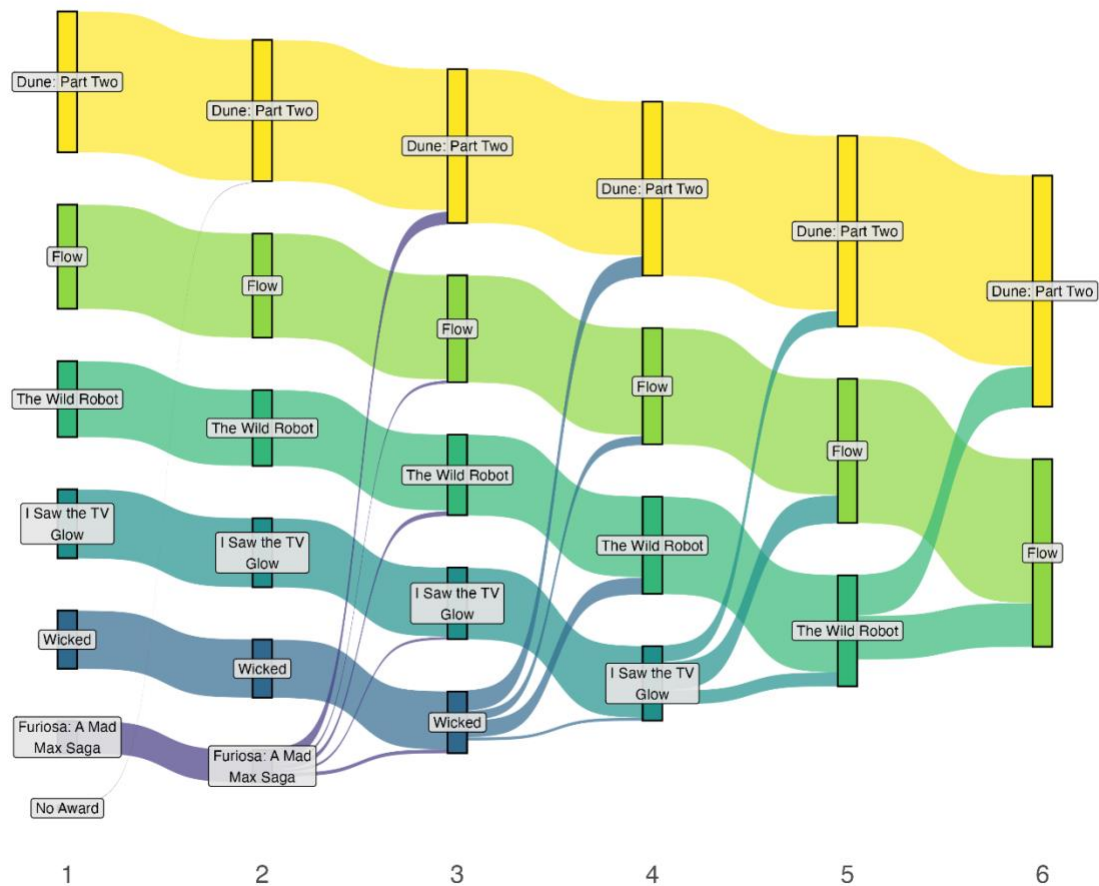 Dune: Part Two
Dune: Part Two
Dune: Part Two
Dune: Part Two
Dune: Part Two
Dune: Part Two
Flow
Flow
Flow
Flow
Flow
Flow
The Wild Robot
The Wild Robot
The Wild Robot
The Wild Robot
The Wild Robot
I Saw the TV
Glow
I Saw the TV
Glow
I Saw the TV
Glow
I Saw the TV
Glow
Wicked
Wicked
Wicked
Furiosa: A Mad
Max Saga
Furiosa: A Mad
Max Saga
No Award
1 2 3 4 5 6